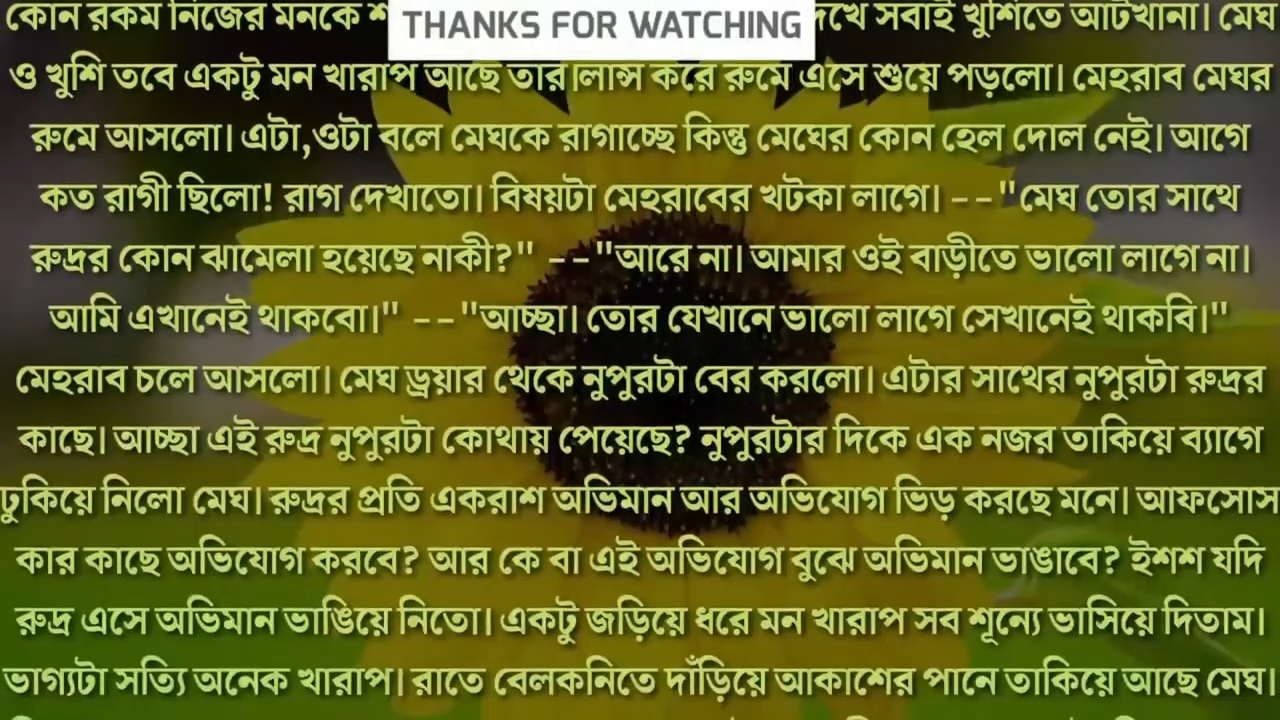 কোন রকম নিজের মনকে
THANKS FOR WATCHING
সবাই খুশিতে আটখানা। মেঘ
ও খুশি তবে একটু মন খারাপ আছে তার।লান্স করে রুমে এসে শুয়ে পড়লো। মেহরাব মেঘর
রুমে আসলো। এটা,ওটা বলে মেঘকে রাগাচ্ছে কিন্তু মেঘের কোন হেল দোল নেই। আগে
কত রাগী ছিলো! রাগ দেখাতো। বিষয়টা মেহরাবের খটকা লাগে। --"মেঘ তোর সাথে
রুদ্রর কোন ঝামেলা হয়েছে নাকী?" --"আরে না। আমার ওই বাড়ীতে ভালো লাগে না।
আমি এখানেই থাকবো।" --"আচ্ছা। তোর যেখানে ভালো লাগে সেখানেই থাকবি।"
মেহরাব চলে আসলো। মেঘ ড্রয়ার থেকে নুপুরটা বের করলো। এটার সাথের নুপুরটা রুদ্রর
কাছে। আচ্ছা এই রুদ্র নুপুরটা কোথায় পেয়েছে? নুপুরটার দিকে এক নজর তাকিয়ে ব্যাগে
ঢুকিয়ে নিলো মেঘ। রুদ্রর প্রতি একরাশ অভিমান আর অভিযোগ ভিড় করছে মনে। আফসোস
কার কাছে অভিযোগ করবে? আর কে বা এই অভিযোগ বুঝে অভিমান ভাঙাবে? ইশশ যদি
রুদ্র এসে অভিমান ভাঙিয়ে নিতো। একটু জড়িয়ে ধরে মন খারাপ সব শূন্যে ভাসিয়ে দিতাম।
ভাগ্যটা সত্যি অনেক খারাপ। রাতে বেলকনিতে দাঁড়িয়ে আকাশের পানে তাকিয়ে আছে মেঘ।